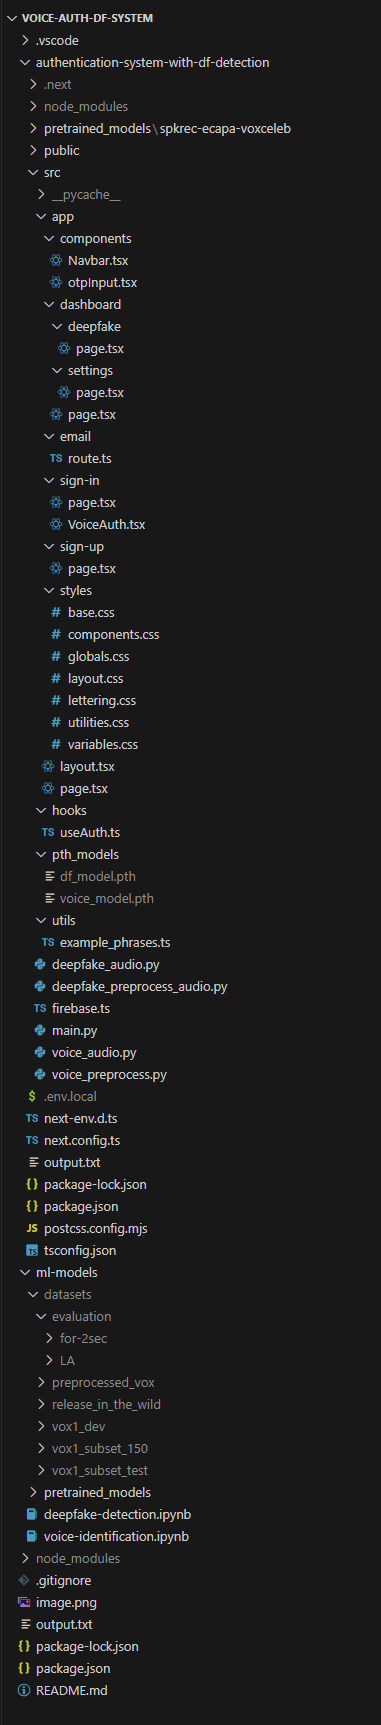 VOICE-AUTH-DF-SYSTEM
.vscode
authentication-system-with-df-detection
.next
node_modules
pretrained_models\spkrec-ecapa-voxceleb
public
src
__pycache__
app
components
Navbar.tsx
otpInput.tsx
dashboard
deepfake
page.tsx
settings
page.tsx
page.tsx
email
TS route.ts
sign-in
page.tsx
VoiceAuth.tsx
sign-up
page.tsx
styles
# base.css
# components.css
# globals.css
# layout.css
# lettering.css
# utilities.css
# variables.css
layout.tsx
page.tsx
hooks
TS useAuth.ts
pth_models
df_model.pth
voice_model.pth
utils
TS example_phrases.ts
deepfake_audio.py
deepfake_preprocess_audio.py
TS firebase.ts
main.py
voice_audio.py
voice_preprocess.py
$ .env.local
TS next-env.d.ts
TS next.config.ts
output.txt
{} package-lock.json
{} package.json
JS postcss.config.mjs
TS tsconfig.json
ml-models
datasets
evaluation
for-2sec
LA
preprocessed_vox
release_in_the_wild
vox1_dev
vox1_subset_150
vox1_subset_test
pretrained_models
deepfake-detection.ipynb
voice-identification.ipynb
node_modules
.gitignore
image.png
output.txt
{} package-lock.json
{} package.json
README.md